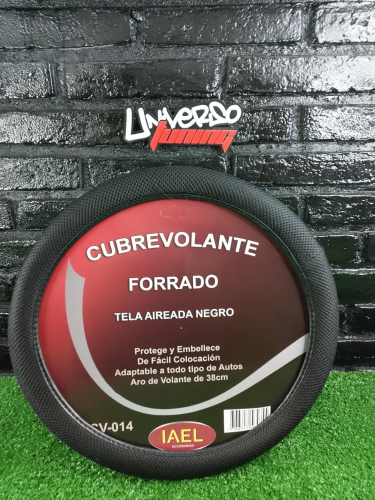 UNIVERSO
tuning
CUBREVOLANTE
FORRADO
TELA AIREADA NEGRO
Protege y Embellece
De Fácil Colocación
Adaptable a todo tipo de Autos
Aro de Volante de 38cm
CV-014
IAEL
ACCESORIOS